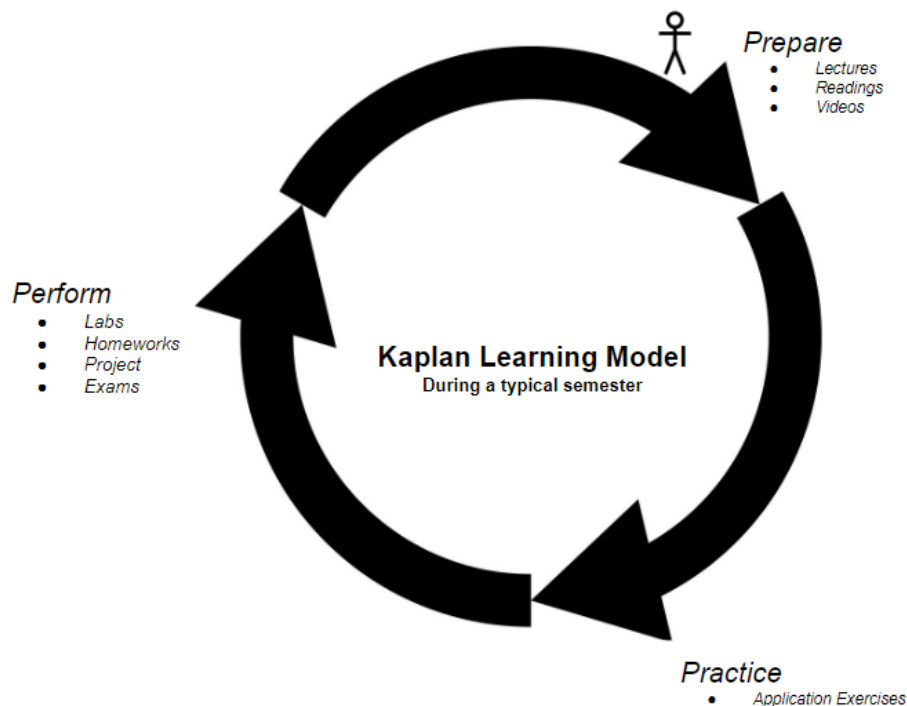 Prepare
● Lectures
● Readings
● Videos
Perform
● Labs
● Homeworks
● Project
● Exams
Kaplan Learning Model
During a typical semester
Practice
● Application Exercises